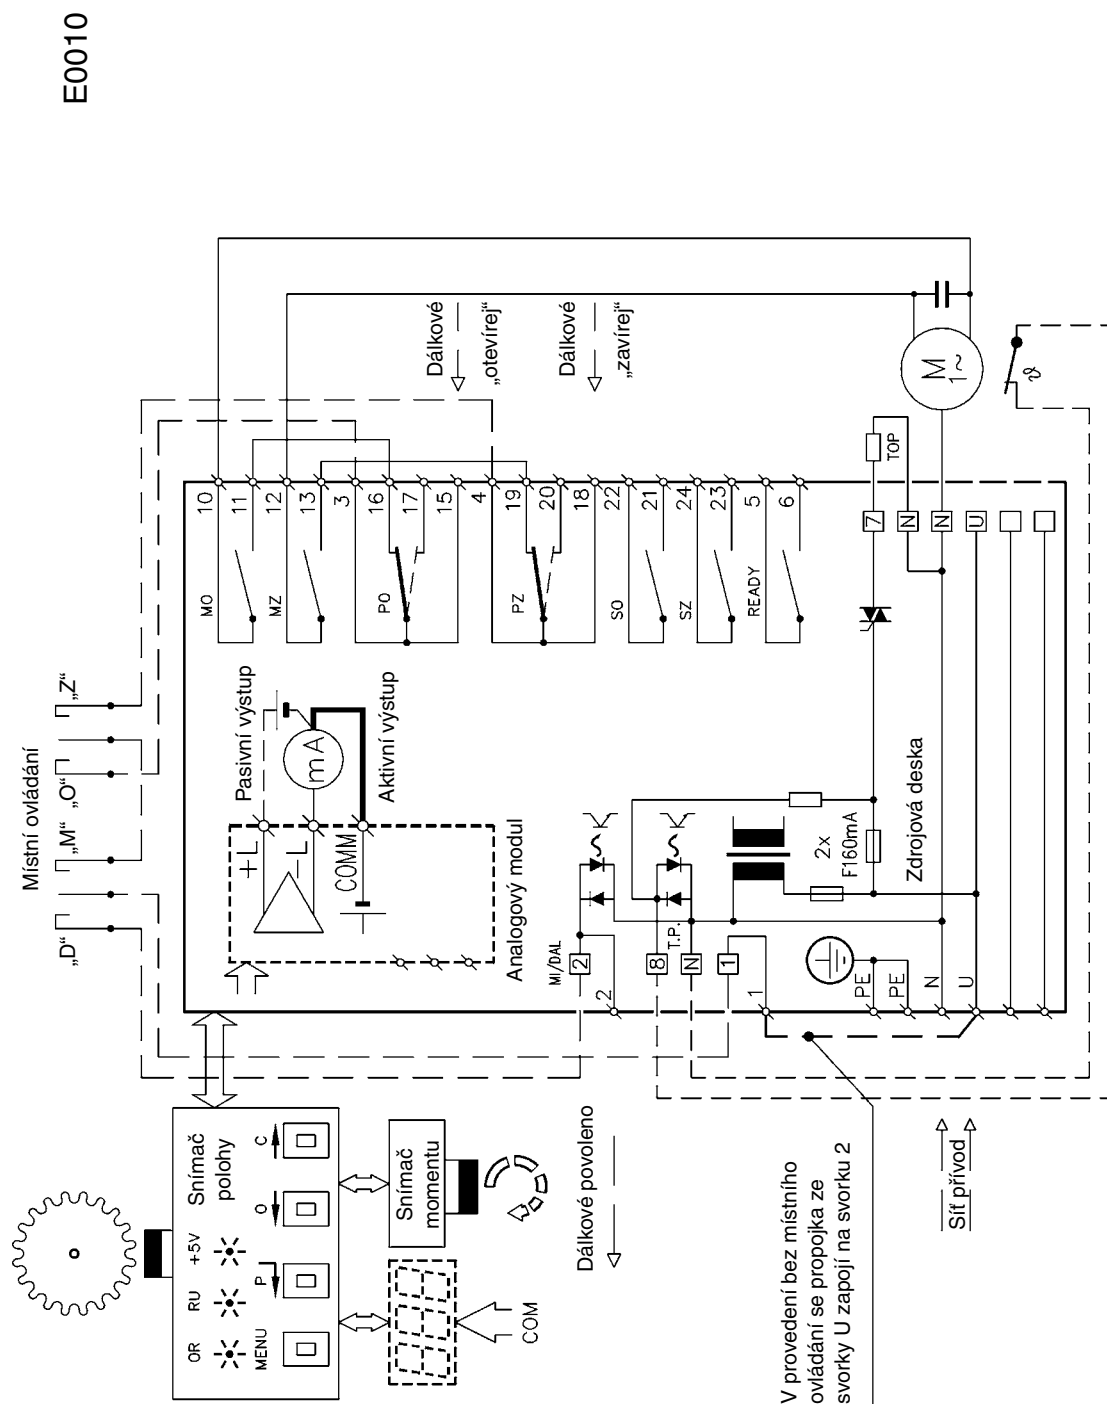 E0010
Místní ovládání
„D“ „M“ „O“ „Z“
Snímač
polohy
+5V
RU
OR
MENU
P
O
C
Snímač
momentu
COM
Analogový modul
+L
-L
COMM
mA
Pasivní výstup
Aktivní výstup
MO
MZ
PO
PZ
SO
SZ
READY
10
11
12
13
3
16
17
15
4
19
20
18
22
21
24
23
5
6
Dálkové
„otevírej“
Dálkové
„zavírej“
MI/DAL
2
2
8
T.P.
N
1
1
PE
PE
N
U
2x
F160mA
Zdrojová deska
7
N
N
U
TOP
M
1~
ϑ
Dálkové povoleno
Síť přívod
V provedení bez místního
ovládání se propojka ze
svorky U zapojí na svorku 2